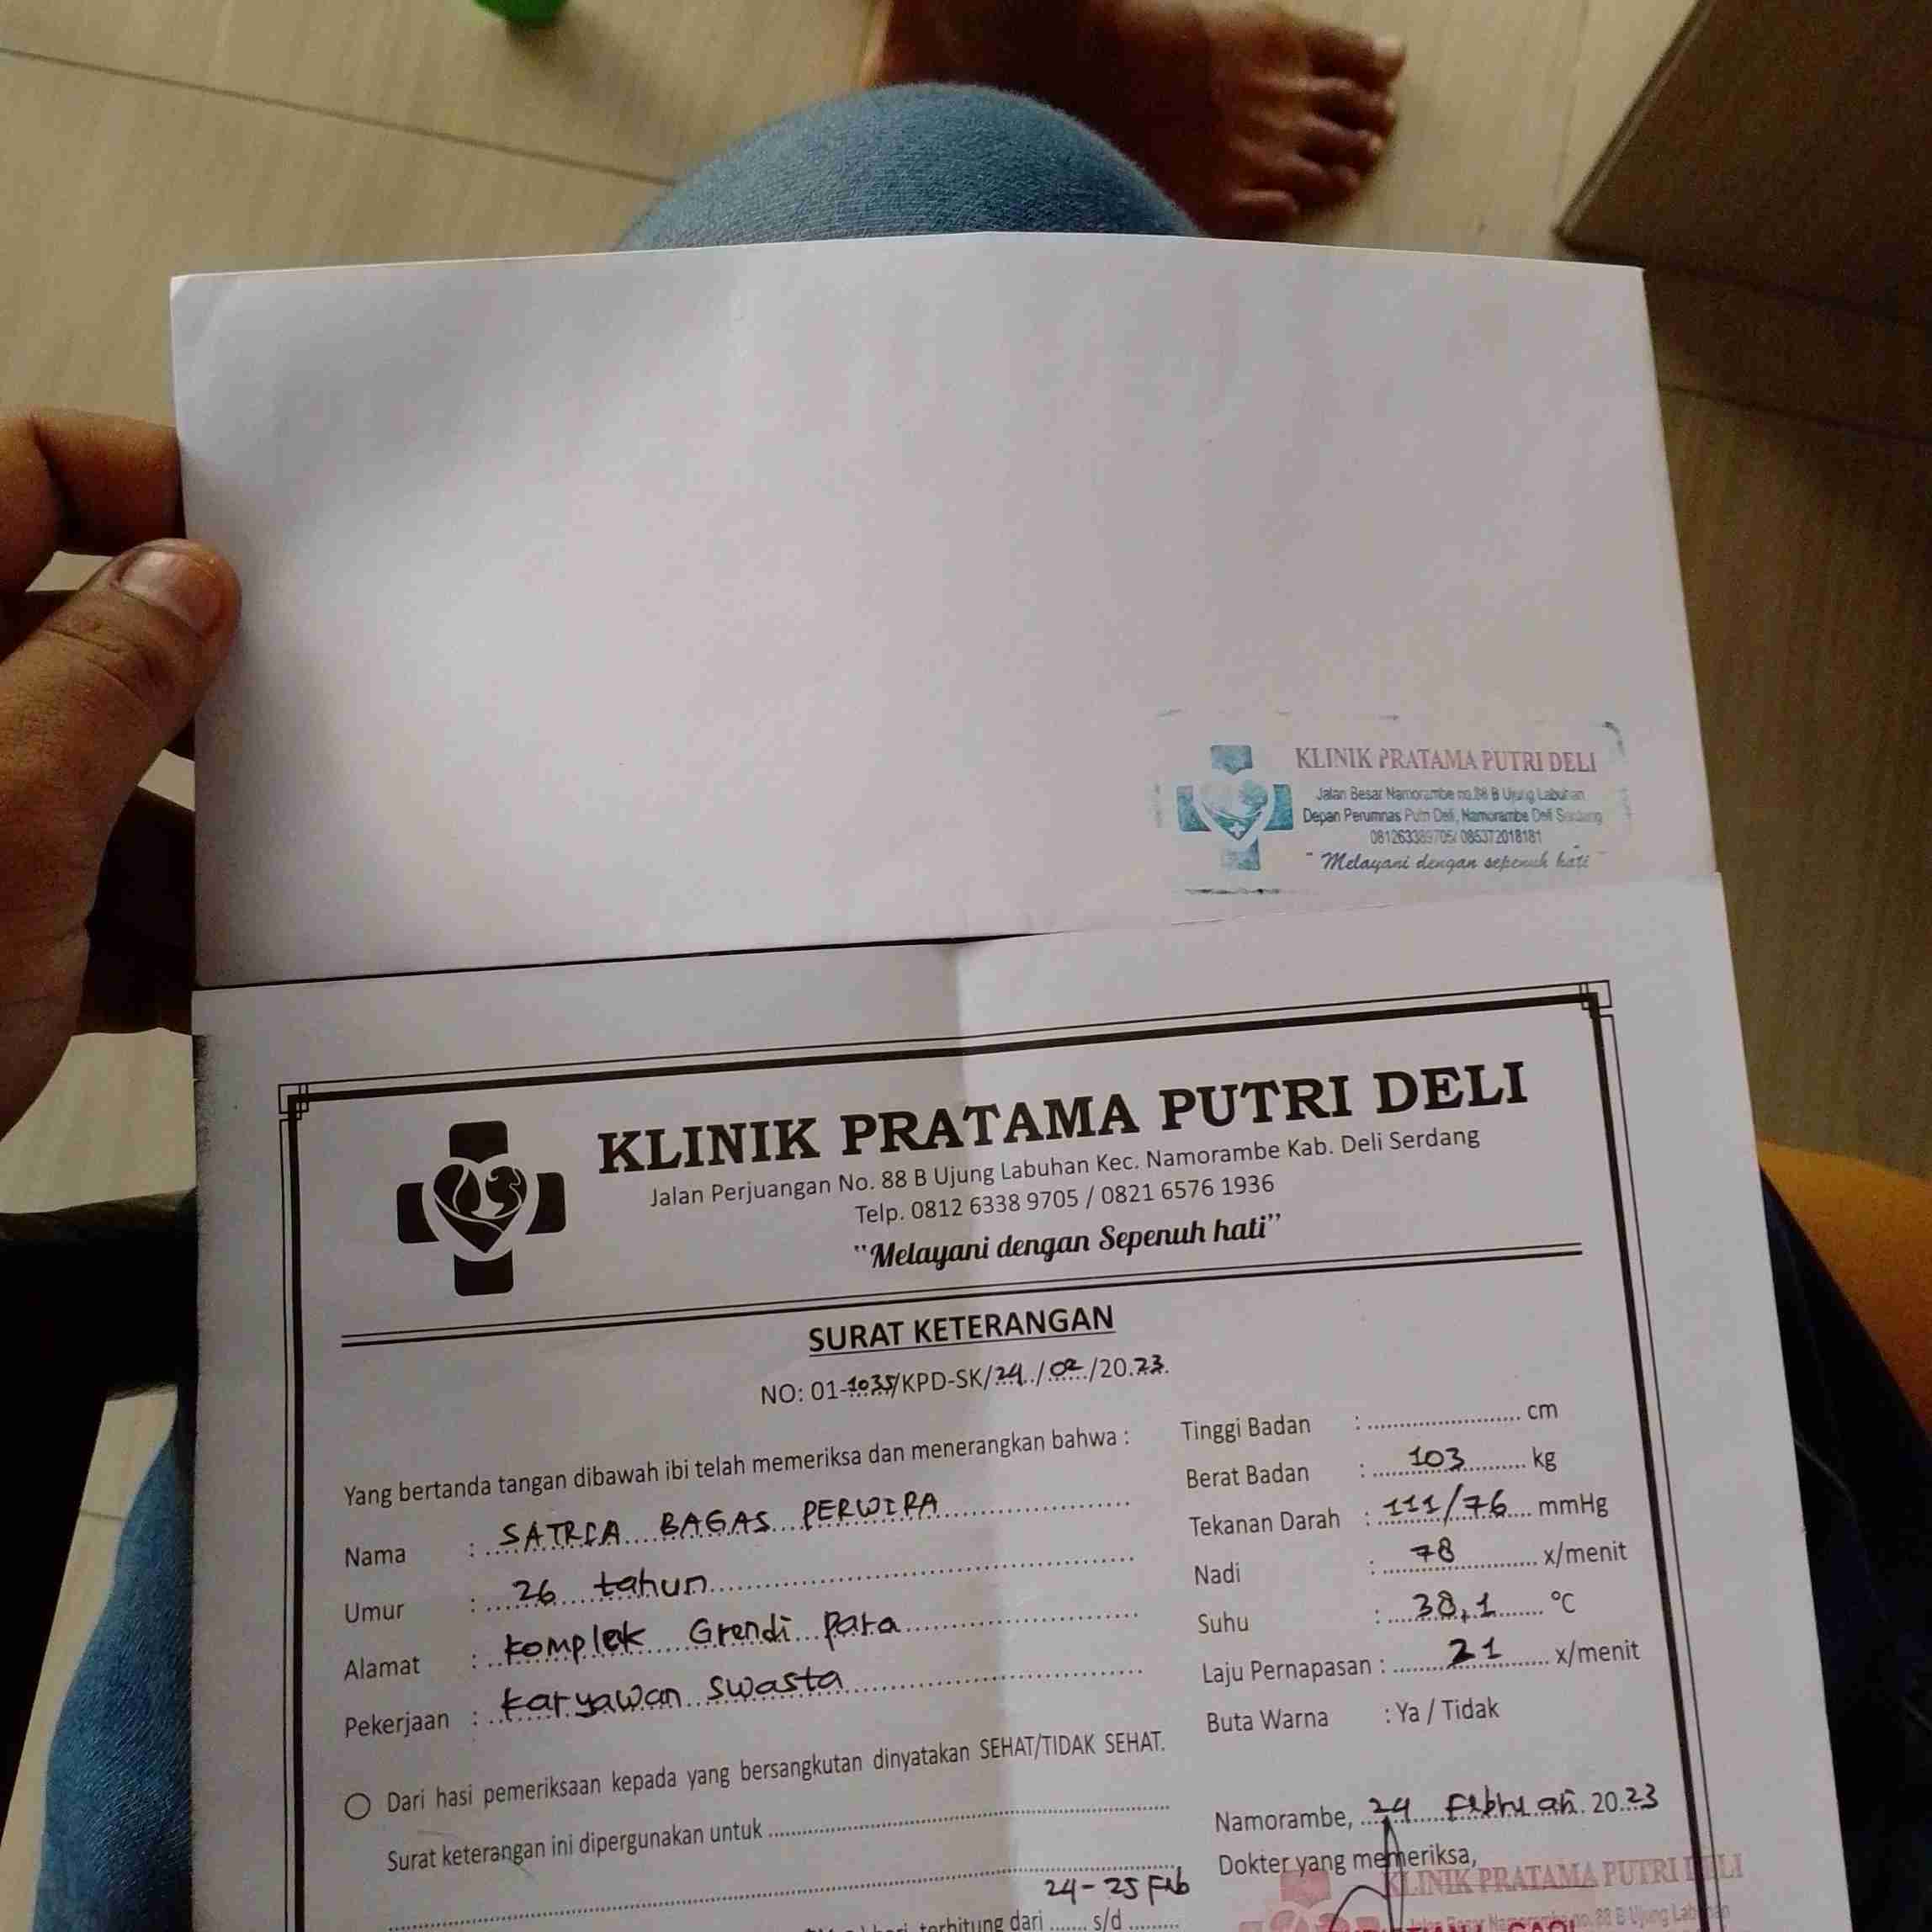 KLINIK PRATAMA PUTRI DELI
Jalan Besar Namorambe no.88 B Ujung Labuhan
Depan Perumnas Putri Deli, Namorambe Deli Serdang
081263389705/ 085372018181
"Melayani dengan sepenuh hati"
KLINIK PRATAMA PUTRI DELI
Jalan Perjuangan No. 88 B Ujung Labuhan Kec. Namorambe Kab. Deli Serdang
Telp. 0812 6338 9705 / 0821 6576 1936
"Melayani dengan Sepenuh hati"
SURAT KETERANGAN
NO: 01-1035/KPD-SK/24../02../20.23.
Yang bertanda tangan dibawah ibi telah memeriksa dan menerangkan bahwa :
Nama : SATRIA BAGAS PERWIRA
Umur : 26 tahun
Alamat : Komplek Grendi Para
Pekerjaan : Karyawan Swasta
Tinggi Badan : ........................ cm
Berat Badan : 103 kg
Tekanan Darah : 111/76 mmHg
Nadi : 78 x/menit
Suhu : 38,1 °C
Laju Pernapasan : 21 x/menit
Buta Warna : Ya / Tidak
Dari hasi pemeriksaan kepada yang bersangkutan dinyatakan SEHAT/TIDAK SEHAT.
Surat keterangan ini dipergunakan untuk
24-25 Feb
hari, terhitung dari ...... s/d .........
Namorambe, 24 Februari 2023
Dokter yang memeriksa,
KLINIK PRATAMA PUTRI DELI